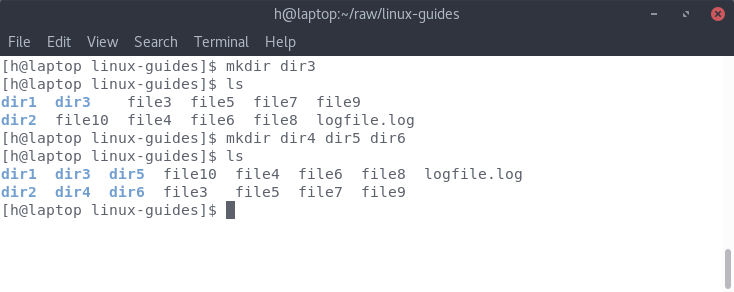 h@laptop:~/raw/linux-guides
File Edit View Search Terminal Help
[h@laptop linux-guides]$ mkdir dir3
[h@laptop linux-guides]$ ls
dir1  dir3    file3  file5  file7  file9
dir2  file10  file4  file6  file8  logfile.log
[h@laptop linux-guides]$ mkdir dir4 dir5 dir6
[h@laptop linux-guides]$ ls
dir1  dir3  dir5  file10  file4  file6  file8  logfile.log
dir2  dir4  dir6  file3   file5  file7  file9
[h@laptop linux-guides]$